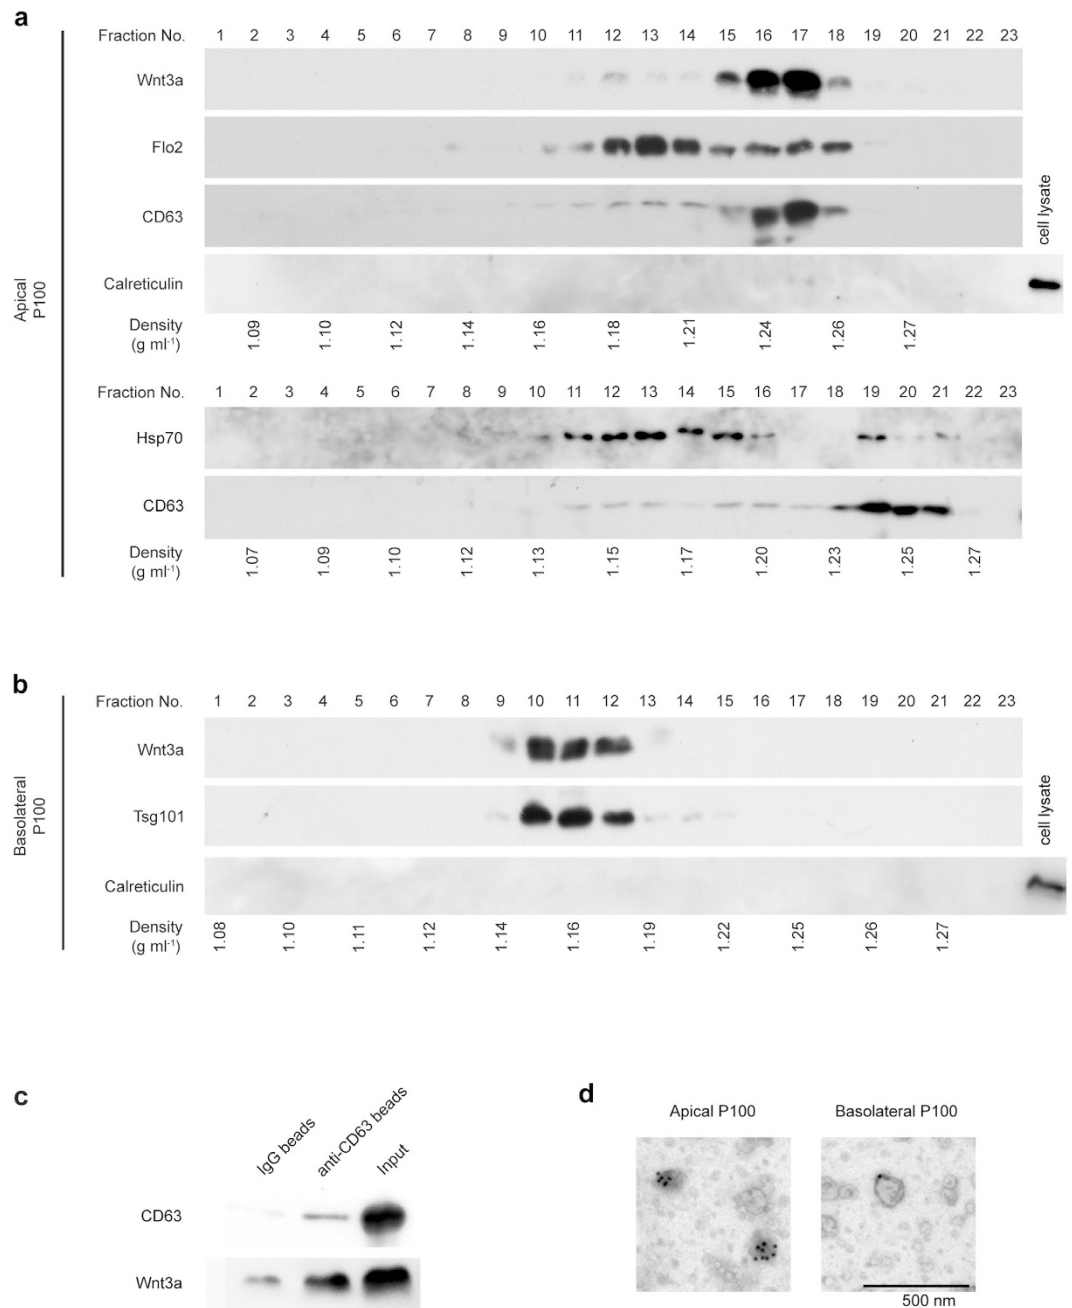 a
Fraction No. 1 2 3 4 5 6 7 8 9 10 11 12 13 14 15 16 17 18 19 20 21 22 23
Wnt3a
Flo2
CD63
cell lysate
Calreticulin
Apical
P100
Density
(g ml⁻¹)
1.09 1.10 1.12 1.14 1.16 1.18 1.21 1.24 1.26 1.27
Fraction No. 1 2 3 4 5 6 7 8 9 10 11 12 13 14 15 16 17 18 19 20 21 22 23
Hsp70
CD63
Density
(g ml⁻¹)
1.07 1.09 1.10 1.12 1.13 1.15 1.17 1.20 1.23 1.25 1.27
b
Fraction No. 1 2 3 4 5 6 7 8 9 10 11 12 13 14 15 16 17 18 19 20 21 22 23
Wnt3a
Basolateral
P100
Tsg101
cell lysate
Calreticulin
Density
(g ml⁻¹)
1.08 1.10 1.11 1.12 1.14 1.16 1.19 1.22 1.25 1.26 1.27
c
IgG beads
anti-CD63 beads
Input
CD63
Wnt3a
d
Apical P100 Basolateral P100
500 nm